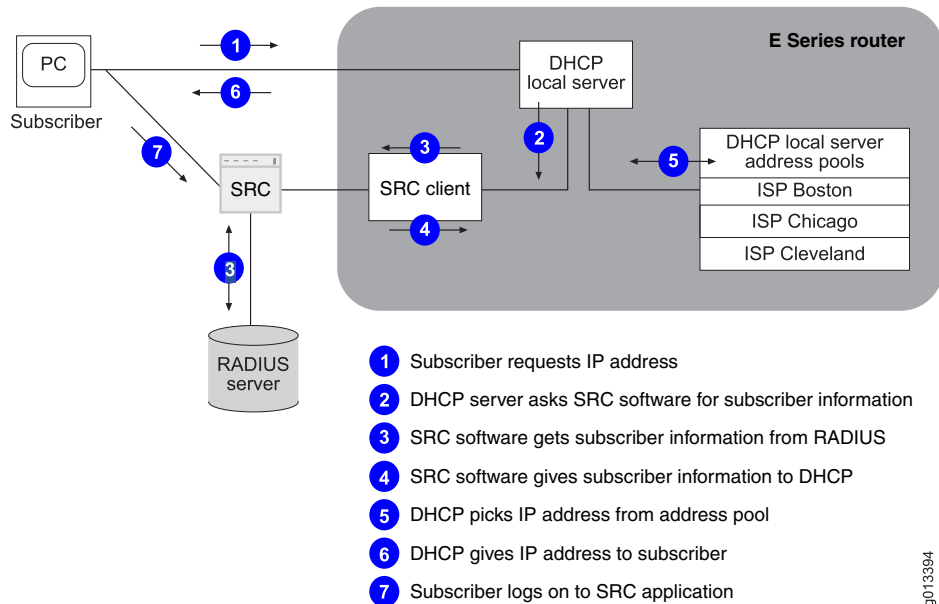 E Series router
1
PC
DHCP
local server
6
Subscriber
2
7
3
DHCP local server
address pools
5
SRC
SRC client
ISP Boston
ISP Chicago
4
ISP Cleveland
3
RADIUS
server
1 Subscriber requests IP address
2 DHCP server asks SRC software for subscriber information
3 SRC software gets subscriber information from RADIUS
4 SRC software gives subscriber information to DHCP
5 DHCP picks IP address from address pool
6 DHCP gives IP address to subscriber
7 Subscriber logs on to SRC application
g013394